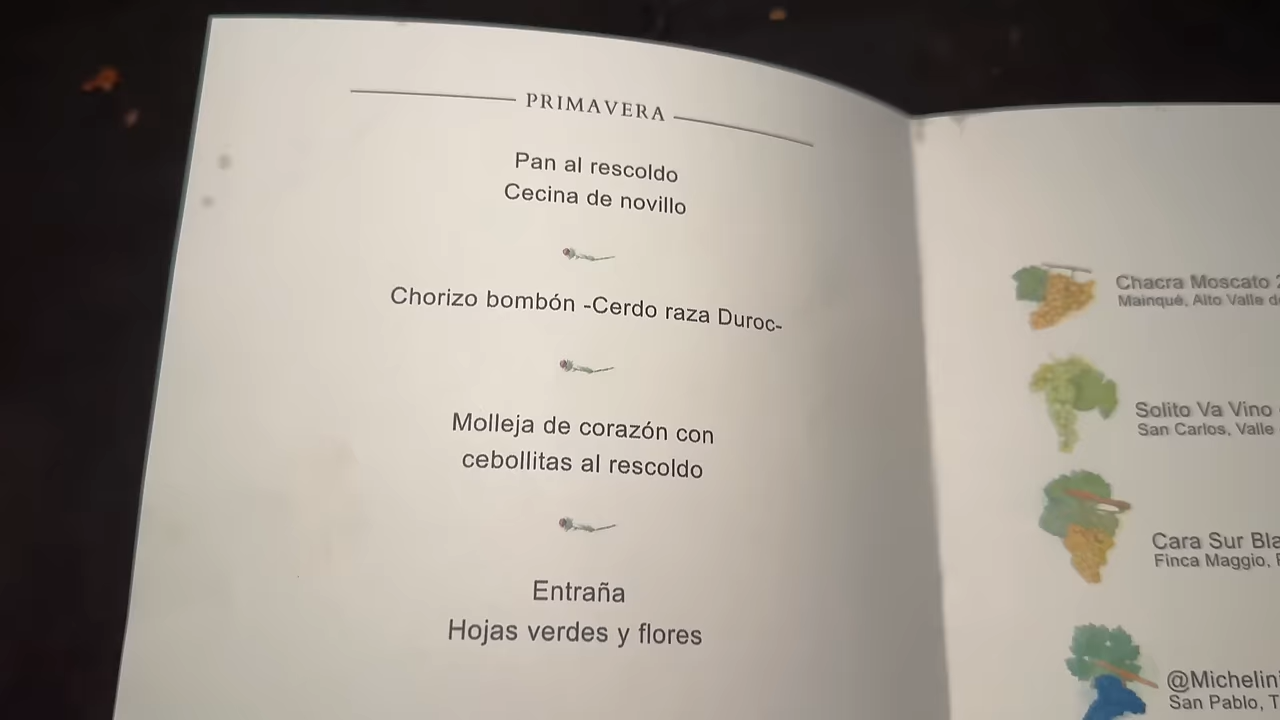 PRIMAVERA
Pan al rescoldo
Cecina de novillo
Chorizo bombón -Cerdo raza Duroc-
Molleja de corazón con
cebollitas al rescoldo
Entraña
Hojas verdes y flores
Chacra Moscato
Mainqué, Alto Valle
Solito Va Vino
San Carlos, Valle
Cara Sur
Finca Maggio,
San Pablo,